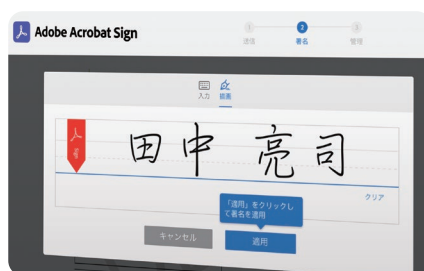 Adobe Acrobat Sign
1 2 3
送信 署名 管理
入力 描画
田中 亮司
クリア
「適用」をクリックし
て署名を適用
キャンセル 適用